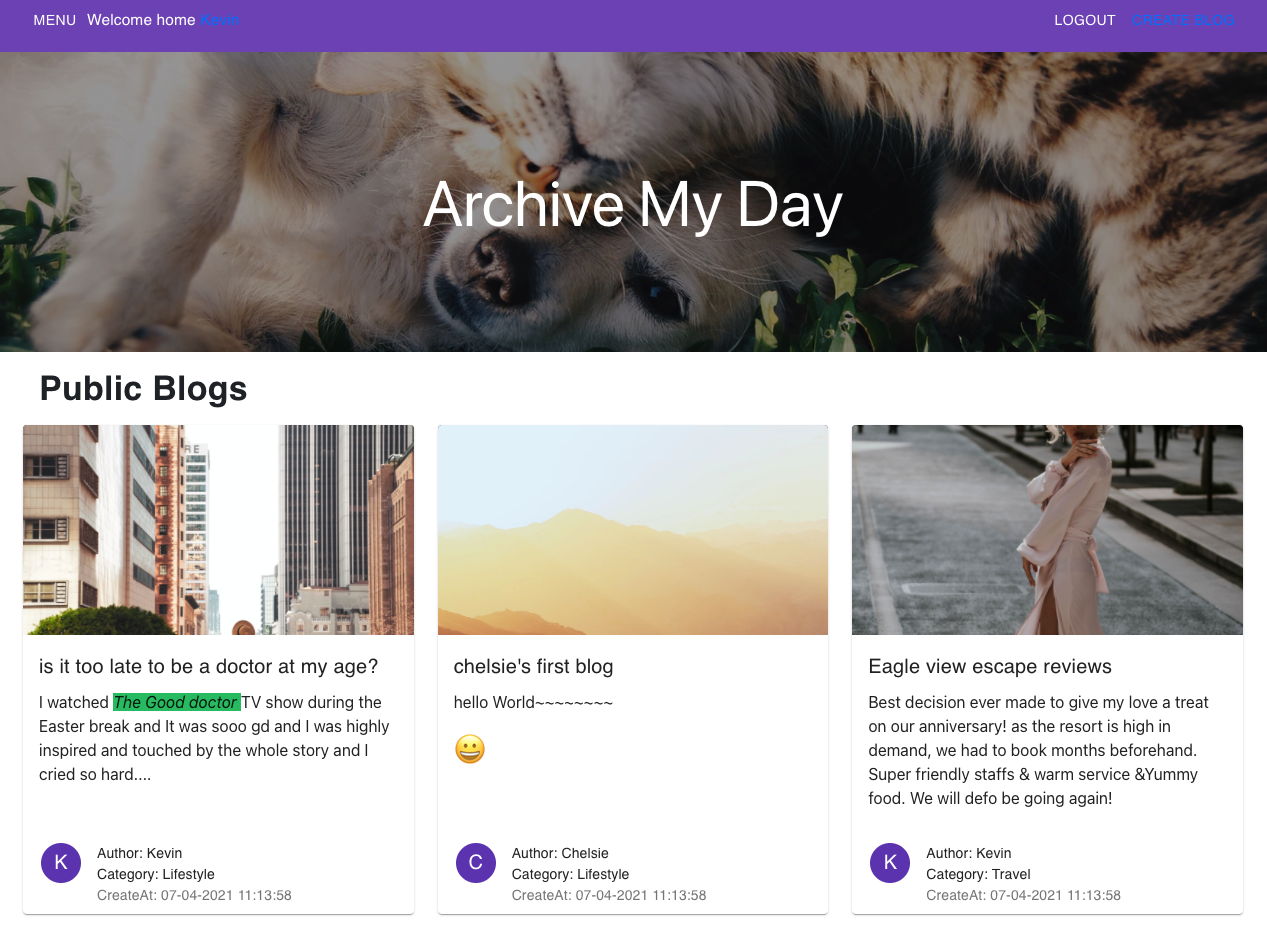 MENU Welcome home Kevin LOGOUT CREATE BLOG
Archive My Day
Public Blogs
RE
is it too late to be a doctor at my age?
I watched The Good doctor TV show during the
Easter break and It was sooo gd and I was highly
inspired and touched by the whole story and I
cried so hard....
K
Author: Kevin
Category: Lifestyle
CreateAt: 07-04-2021 11:13:58
chelsie's first blog
hello World~~~~~~~~
😀
C
Author: Chelsie
Category: Lifestyle
CreateAt: 07-04-2021 11:13:58
Eagle view escape reviews
Best decision ever made to give my love a treat
on our anniversary! as the resort is high in
demand, we had to book months beforehand.
Super friendly staffs & warm service &Yummy
food. We will defo be going again!
K
Author: Kevin
Category: Travel
CreateAt: 07-04-2021 11:13:58